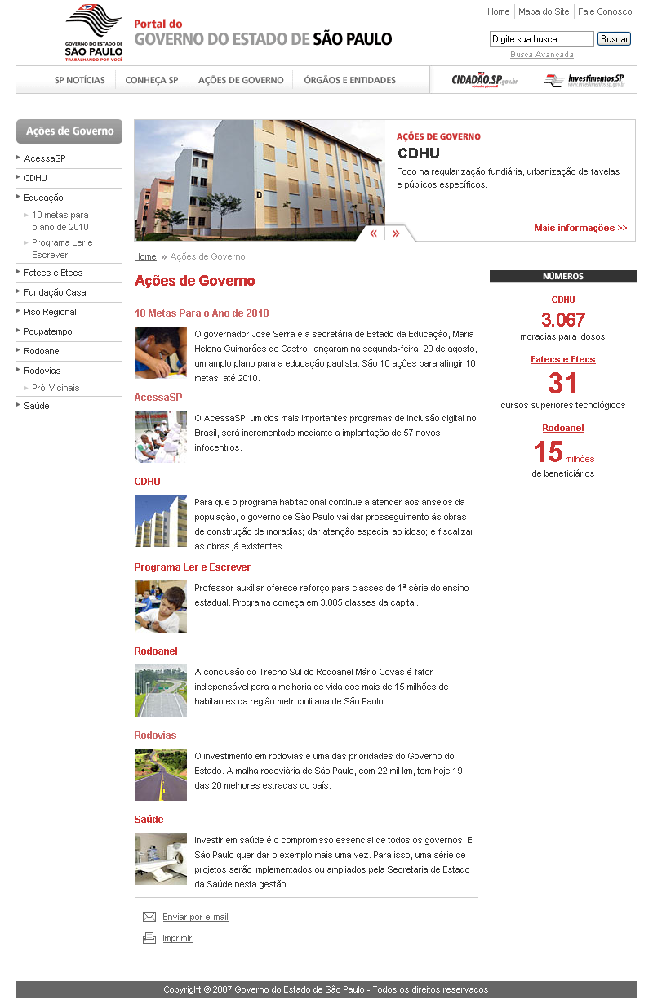 GOVERNO DO ESTADO DE
SÃO PAULO
TRABALHANDO POR VOCÊ
Portal do
GOVERNO DO ESTADO DE SÃO PAULO
Home | Mapa do Site | Fale Conosco
Digite sua busca... Buscar
Busca Avançada
SP NOTÍCIAS CONHEÇA SP AÇÕES DE GOVERNO ÓRGÃOS E ENTIDADES CIDADÃO.SP.gov.br Investimentos.SP
www.investimentos.sp.gov.br
Ações de Governo
AcessaSP
CDHU
Educação
10 metas para
o ano de 2010
Programa Ler e
Escrever
Fatecs e Etecs
Fundação Casa
Piso Regional
Poupatempo
Rodoanel
Rodovias
Pró-Vicinais
Saúde
AÇÕES DE GOVERNO
CDHU
Foco na regularização fundiária, urbanização de favelas
e públicos específicos.
Mais informações >>
« »
Home » Ações de Governo
Ações de Governo
10 Metas Para o Ano de 2010
O governador José Serra e a secretária de Estado da Educação, Maria
Helena Guimarães de Castro, lançaram na segunda-feira, 20 de agosto,
um amplo plano para a educação paulista. São 10 ações para atingir 10
metas, até 2010.
AcessaSP
O AcessaSP, um dos mais importantes programas de inclusão digital no
Brasil, será incrementado mediante a implantação de 57 novos
infocentros.
CDHU
Para que o programa habitacional continue a atender aos anseios da
população, o governo de São Paulo vai dar prosseguimento às obras
de construção de moradias; dar atenção especial ao idoso; e fiscalizar
as obras já existentes.
Programa Ler e Escrever
Professor auxiliar oferece reforço para classes de 1ª série do ensino
estadual. Programa começa em 3.085 classes da capital.
Rodoanel
A conclusão do Trecho Sul do Rodoanel Mário Covas é fator
indispensável para a melhoria de vida dos mais de 15 milhões de
habitantes da região metropolitana de São Paulo.
Rodovias
O investimento em rodovias é uma das prioridades do Governo do
Estado. A malha rodoviária de São Paulo, com 22 mil km, tem hoje 19
das 20 melhores estradas do país.
Saúde
Investir em saúde é o compromisso essencial de todos os governos. E
São Paulo quer dar o exemplo mais uma vez. Para isso, uma série de
projetos serão implementados ou ampliados pela Secretaria de Estado
da Saúde nesta gestão.
Enviar por e-mail
Imprimir
NÚMEROS
CDHU
3.067
moradias para idosos
Fatecs e Etecs
31
cursos superiores tecnológicos
Rodoanel
15 milhões
de beneficiários
Copyright © 2007 Governo do Estado de São Paulo - Todos os direitos reservados